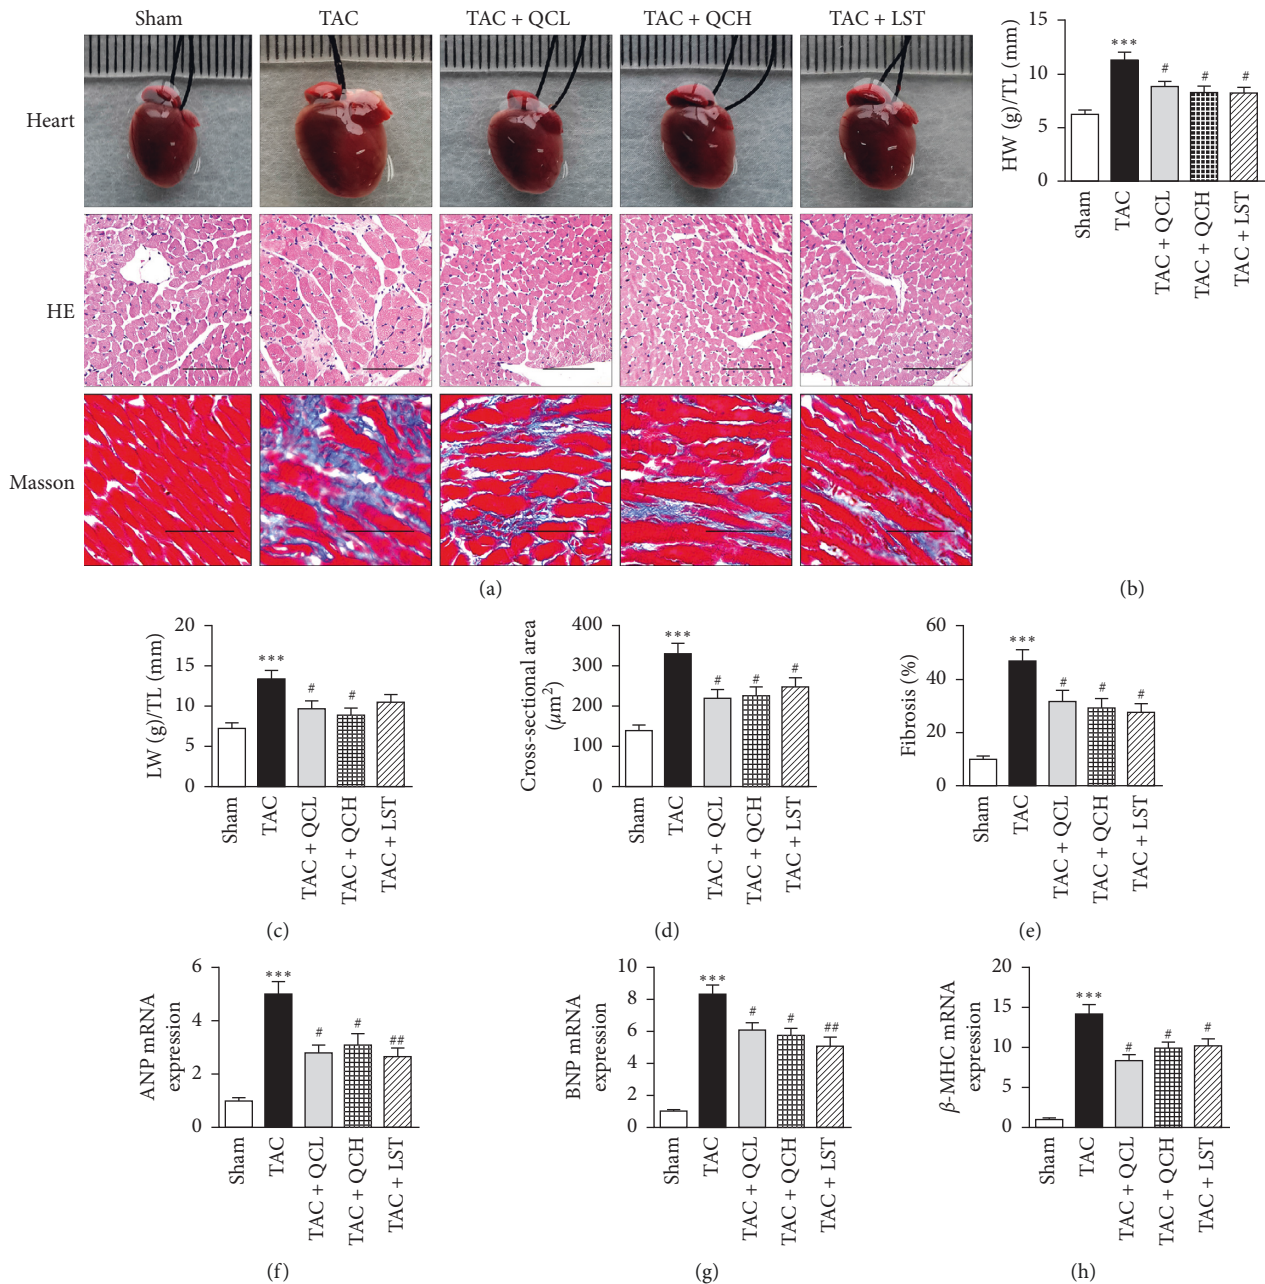 Sham TAC TAC + QCL TAC + QCH TAC + LST
Heart
HE
Masson
(a)
HW (g)/TL (mm)
15
10
5
0
***
#
#
#
Sham
TAC
TAC + QCL
TAC + QCH
TAC + LST
(b)
LW (g)/TL (mm)
20
15
10
5
0
***
#
#
Sham
TAC
TAC + QCL
TAC + QCH
TAC + LST
(c)
Cross-sectional area
(μm²)
400
300
200
100
0
***
#
#
#
Sham
TAC
TAC + QCL
TAC + QCH
TAC + LST
(d)
Fibrosis (%)
60
40
20
0
***
#
#
#
Sham
TAC
TAC + QCL
TAC + QCH
TAC + LST
(e)
ANP mRNA
expression
6
4
2
0
***
#
#
##
Sham
TAC
TAC + QCL
TAC + QCH
TAC + LST
(f)
BNP mRNA
expression
10
8
6
4
2
0
***
#
#
##
Sham
TAC
TAC + QCL
TAC + QCH
TAC + LST
(g)
β-MHC mRNA
expression
20
15
10
5
0
***
#
#
#
Sham
TAC
TAC + QCL
TAC + QCH
TAC + LST
(h)